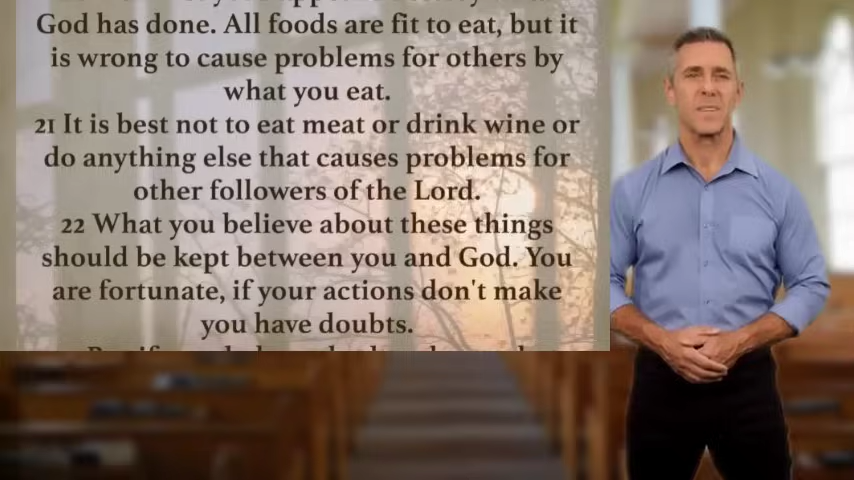 God has done. All foods are fit to eat, but it
is wrong to cause problems for others by
what you eat.
21 It is best not to eat meat or drink wine or
do anything else that causes problems for
other followers of the Lord.
22 What you believe about these things
should be kept between you and God. You
are fortunate, if your actions don't make
you have doubts.